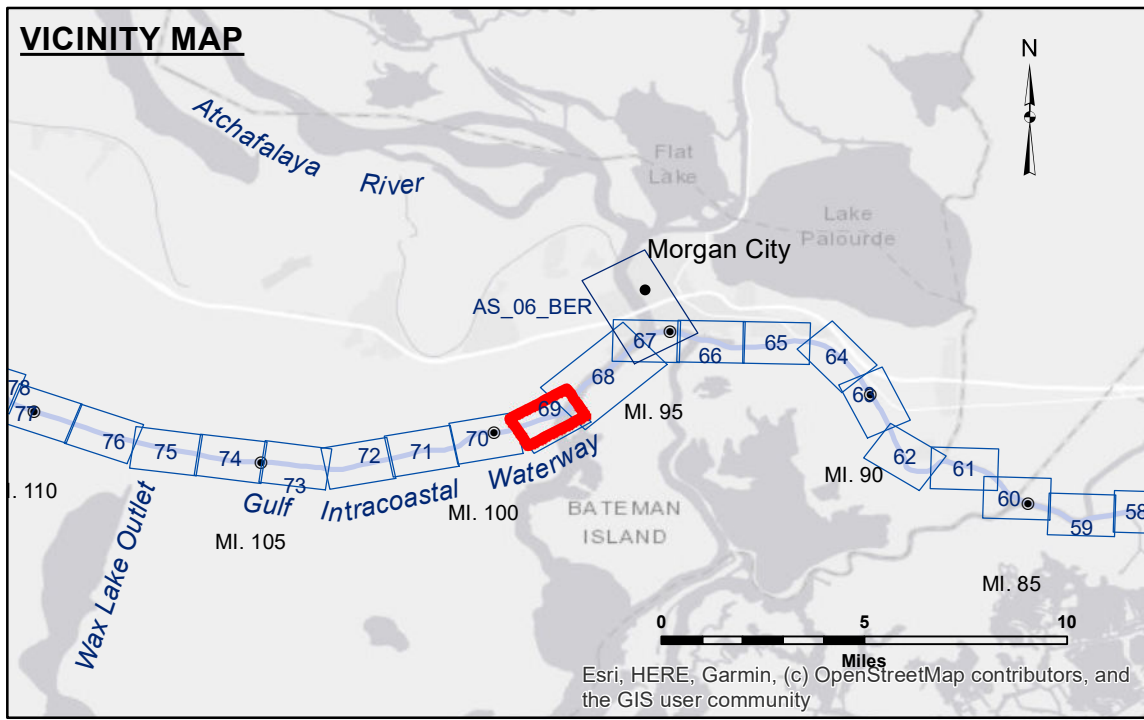 VICINITY MAP
N
Atchafalaya
River
Flat
Lake
Lake
Palourde
Morgan City
AS_06_BER
67
66
65
64
68
63
78
77
69
MI. 95
76
75
74
73
72
71
70
62
61
60
59
58
Waterway
Intracoastal
Gulf
MI. 90
I. 110
MI. 100
MI. 105
BATEMAN
ISLAND
Wax Lake Outlet
MI. 85
0 5 10
Miles
Esri, HERE, Garmin, (c) OpenStreetMap contributors, and
the GIS user community